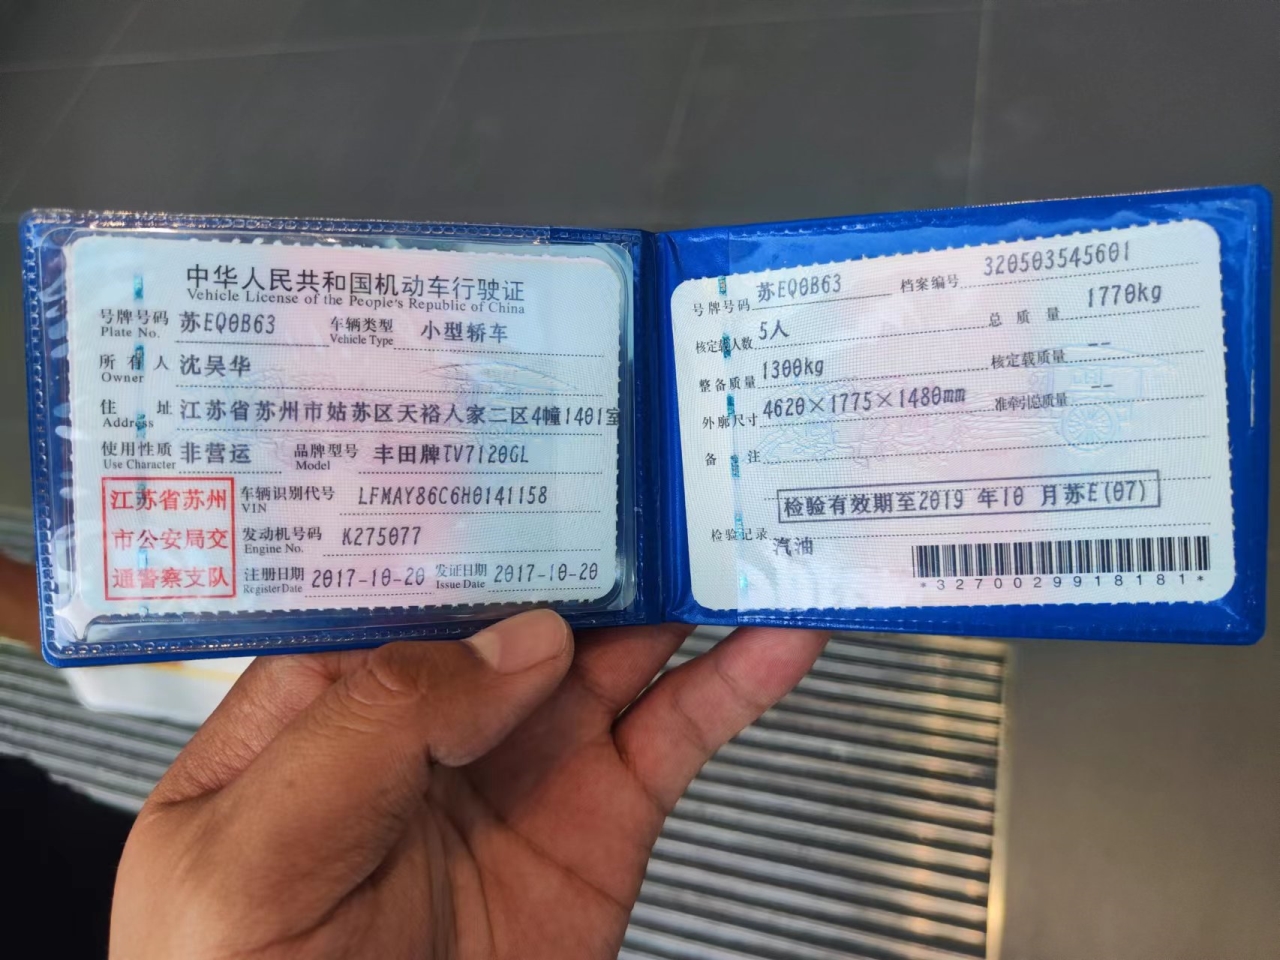 中华人民共和国机动车行驶证
Vehicle License of the People's Republic of China
号牌号码 苏EQ0B63 车辆类型 小型轿车
Plate No. Vehicle Type
所有人 沈昊华
Owner
住址 江苏省苏州市姑苏区天裕人家二区4幢1401室
Address
使用性质 非营运 品牌型号 丰田牌TV7120GL
Use Character Model
江苏省苏州
市公安局交
通警察支队
车辆识别代号 LFMAY86C6H0141158
VIN
发动机号码 K275077
Engine No.
注册日期 2017-10-20 发证日期 2017-10-20
Register Date Issue Date
号牌号码 苏EQ0B63 档案编号 320503545601
核定载人数 5人 总质量 1770kg
整备质量 1300kg 核定载质量 --
外廓尺寸 4620×1775×1480mm 准牵引总质量 --
备注
检验有效期至2019年10月苏E(07)
检验记录
汽油
*3270029918181*